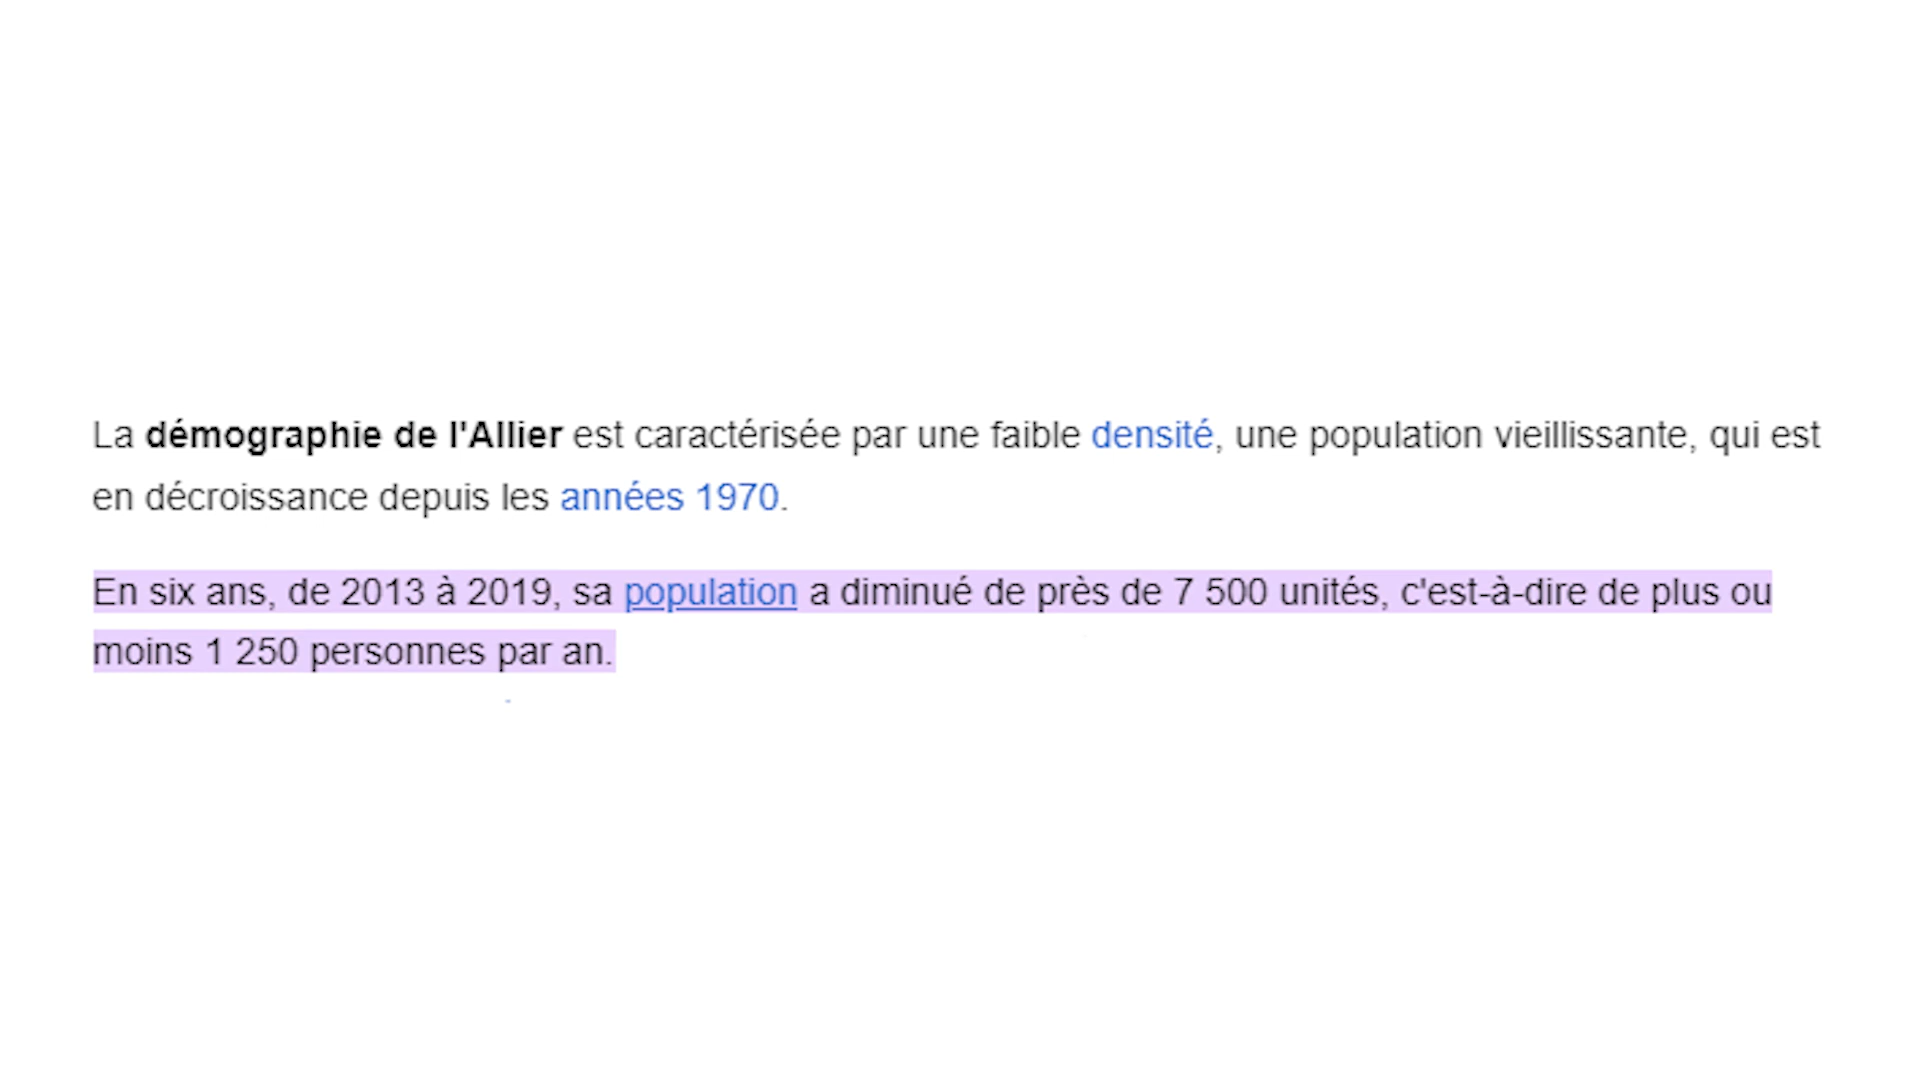 La démographie de l'Allier est caractérisée par une faible densité, une population vieillissante, qui est
en décroissance depuis les années 1970.
En six ans, de 2013 à 2019, sa population a diminué de près de 7 500 unités, c'est-à-dire de plus ou
moins 1 250 personnes par an.